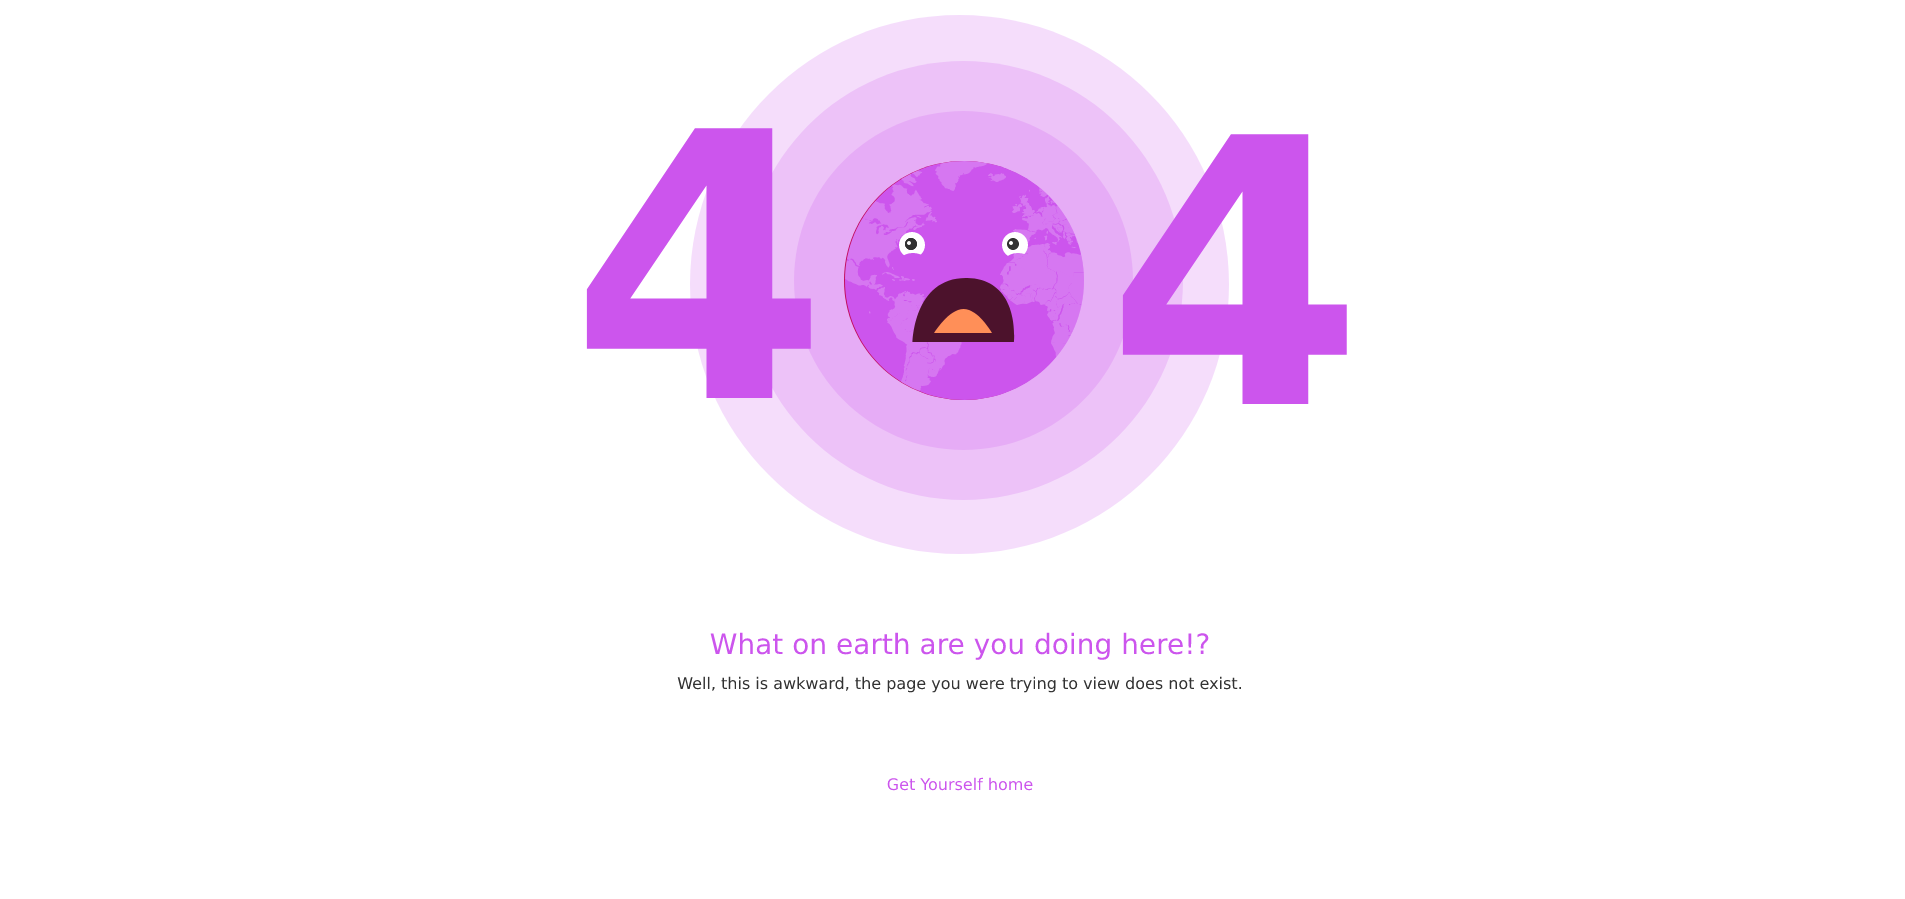 4 4
What on earth are you doing here!?
Well, this is awkward, the page you were trying to view does not exist.
Get Yourself home